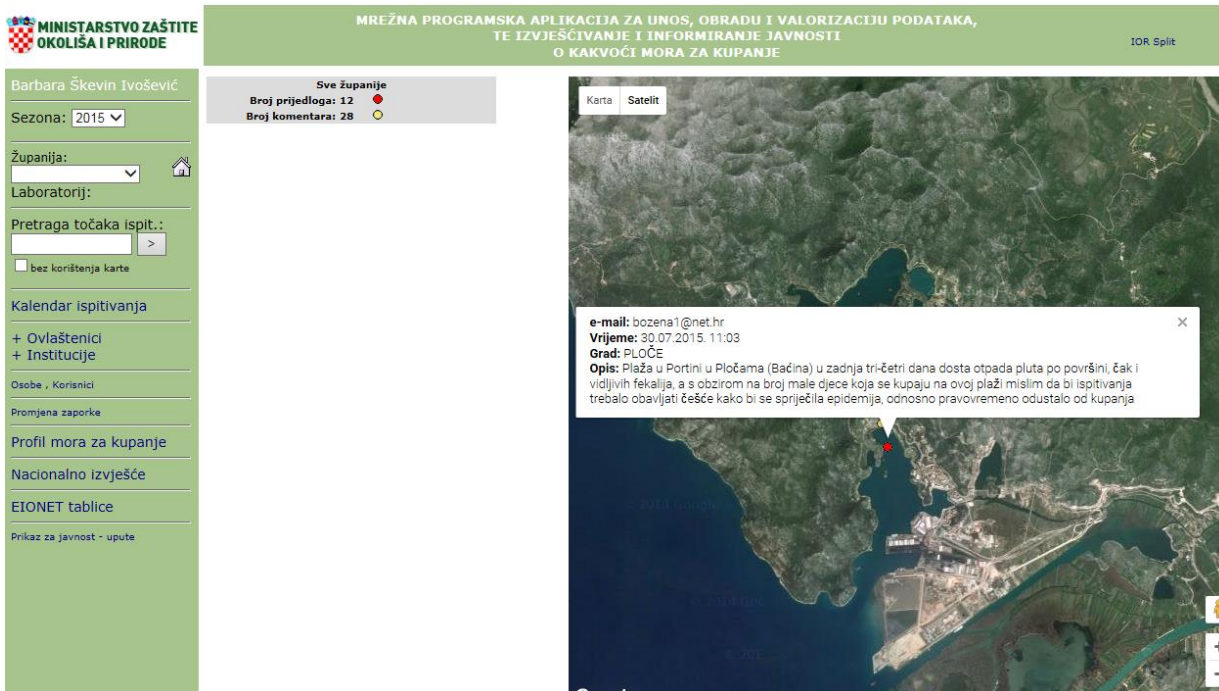 MINISTARSTVO ZAŠTITE
OKOLIŠA I PRIRODE
MREŽNA PROGRAMSKA APLIKACIJA ZA UNOS, OBRADU I VALORIZACIJU PODATAKA,
TE IZVJEŠĆIVANJE I INFORMIRANJE JAVNOSTI
O KAKVOĆI MORA ZA KUPANJE
IOR Split
Barbara Škevin Ivošević
Sezona: 2015
Županija:
Laboratorij:
Pretraga točaka ispit.:
>
bez korištenja karte
Kalendar ispitivanja
+ Ovlaštenici
+ Institucije
Osobe , Korisnici
Promjena zaporke
Profil mora za kupanje
Nacionalno izvješće
EIONET tablice
Prikaz za javnost - upute
Sve županije
Broj prijedloga: 12
Broj komentara: 28
Karta Satelit
e-mail: bozena1@net.hr
Vrijeme: 30.07.2015. 11:03
Grad: PLOČE
Opis: Plaža u Portini u Pločama (Baćina) u zadnja tri-četri dana dosta otpada pluta po površini, čak i
vidljivih fekalija, a s obzirom na broj male djece koja se kupaju na ovoj plaži mislim da bi ispitivanja
trebalo obavljati češće kako bi se spriječila epidemija, odnosno pravovremeno odustalo od kupanja